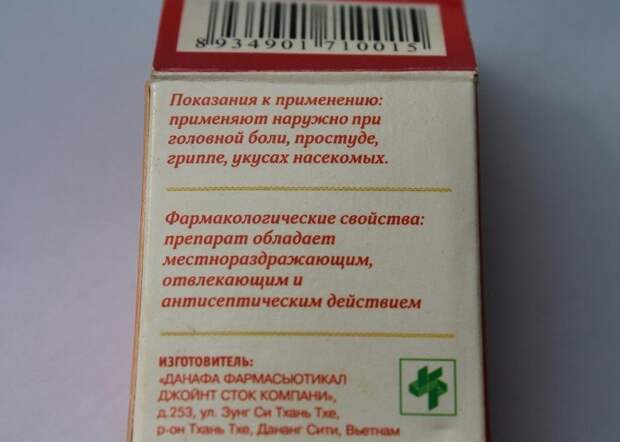 8934901710015
Показания к применению:
применяют наружно при
головной боли, простуде,
гриппе, укусах насекомых.
Фармакологические свойства:
препарат обладает
местнораздражающим,
отвлекающим и
антисептическим действием
ИЗГОТОВИТЕЛЬ:
«ДАНАФА ФАРМАСЬЮТИКАЛ
ДЖОЙНТ СТОК КОМПАНИ»,
д.253, ул. Зунг Си Тхань Тхе,
р-он Тхань Тхе, Дананг Сити, Вьетнам